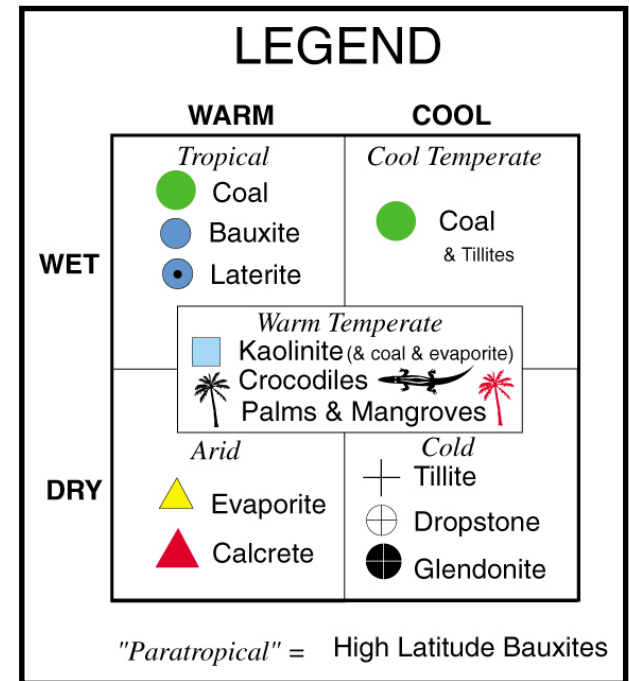 LEGEND
WARM COOL
Tropical Cool Temperate
Coal Coal
Bauxite & Tillites
Laterite
WET
Warm Temperate
Kaolinite (& coal & evaporite)
Crocodiles
Palms & Mangroves
DRY
Arid Cold
Evaporite Tillite
Calcrete Dropstone
Glendonite
"Paratropical" = High Latitude Bauxites